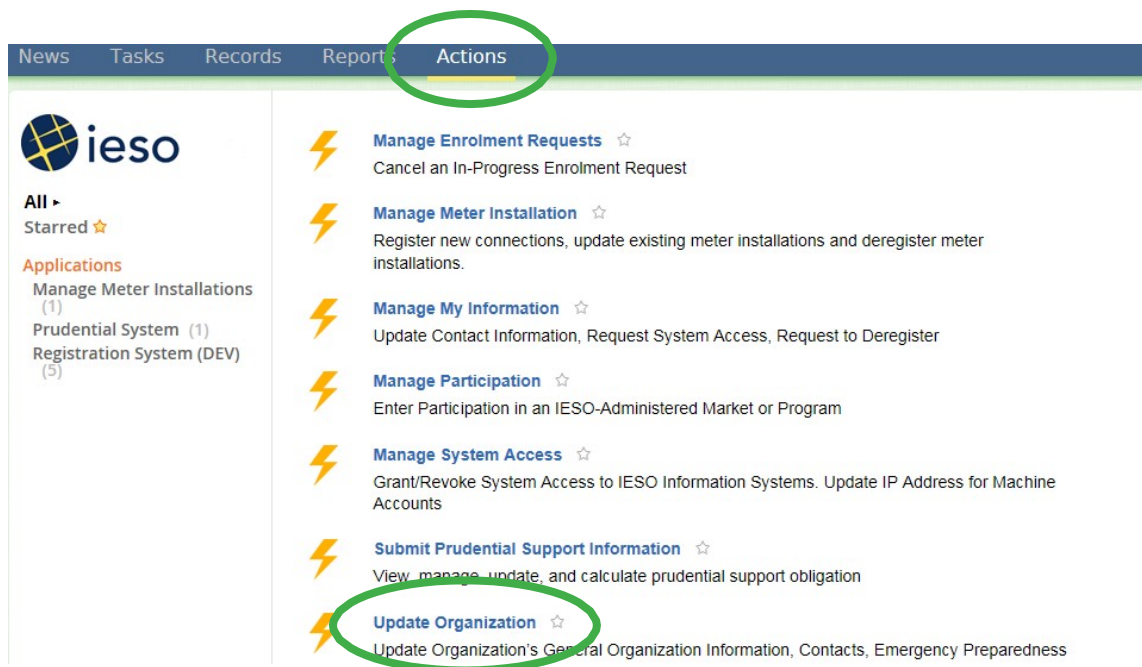 News Tasks Records Reports Actions
ieso
All
Starred
Applications
Manage Meter Installations
(1)
Prudential System (1)
Registration System (DEV)
(5)
Manage Enrolment Requests
Cancel an In-Progress Enrolment Request
Manage Meter Installation
Register new connections, update existing meter installations and deregister meter
installations.
Manage My Information
Update Contact Information, Request System Access, Request to Deregister
Manage Participation
Enter Participation in an IESO-Administered Market or Program
Manage System Access
Grant/Revoke System Access to IESO Information Systems. Update IP Address for Machine
Accounts
Submit Prudential Support Information
View, manage, update, and calculate prudential support obligation
Update Organization
Update Organization's General Organization Information, Contacts, Emergency Preparedness